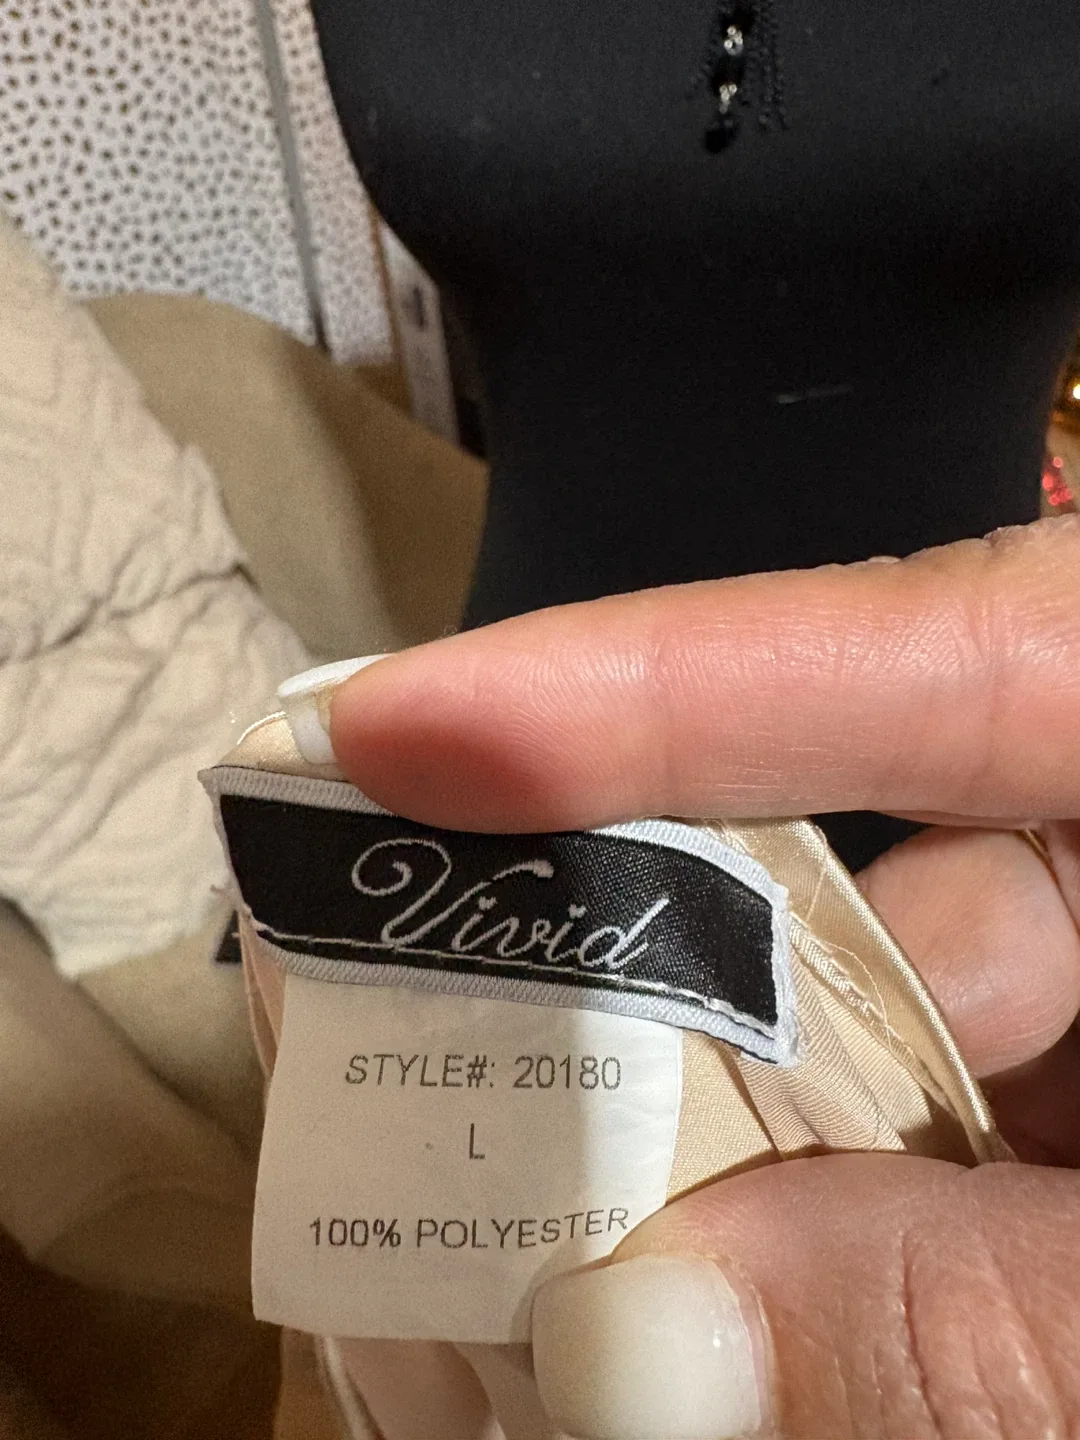 Vivid
STYLE#: 20180
L
100% POLYESTER